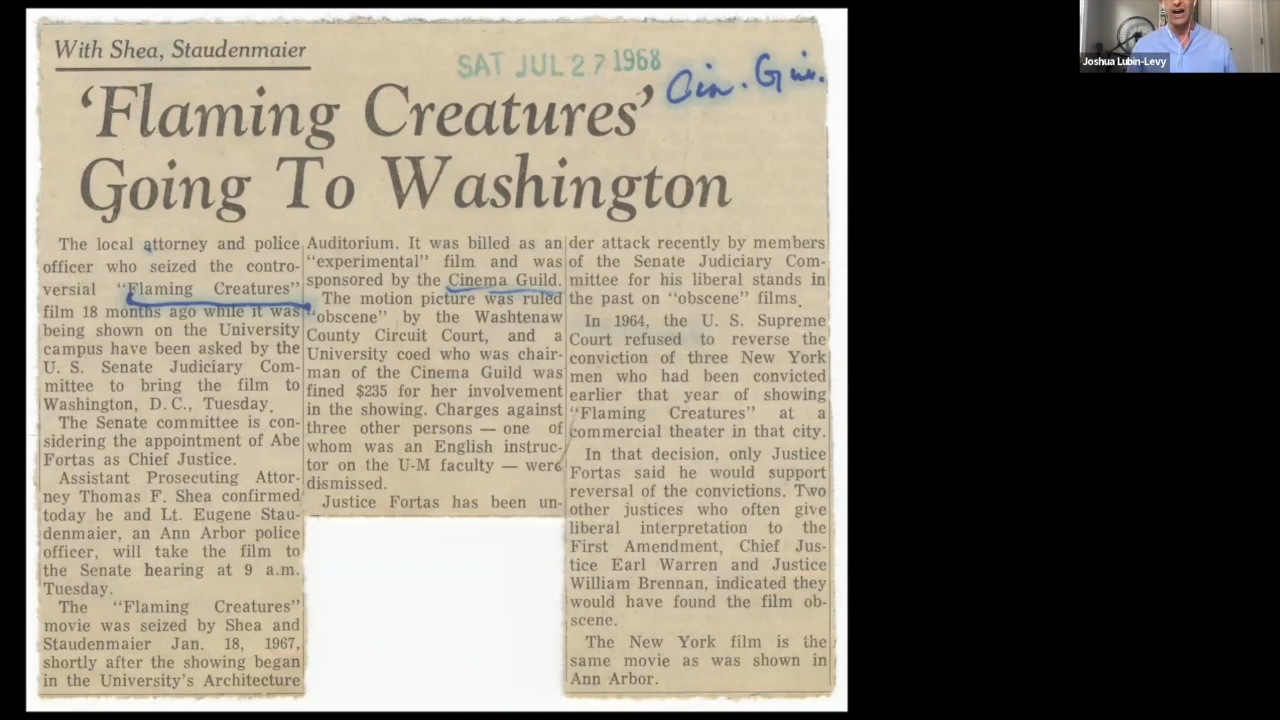 With Shea, Staudenmaier
SAT JUL 27 1968
Cin. Gui.
'Flaming Creatures'
Going To Washington
The local attorney and police
officer who seized the contro-
versial "Flaming Creatures"
film 18 months ago while it was
being shown on the University
campus have been asked by the
U. S. Senate Judiciary Com-
mittee to bring the film to
Washington, D. C., Tuesday.
The Senate committee is con-
sidering the appointment of Abe
Fortas as Chief Justice.
Assistant Prosecuting Attor-
ney Thomas F. Shea confirmed
today he and Lt. Eugene Stau-
denmaier, an Ann Arbor police
officer, will take the film to
the Senate hearing at 9 a.m.
Tuesday.
The "Flaming Creatures"
movie was seized by Shea and
Staudenmaier Jan. 18, 1967,
shortly after the showing began
in the University's Architecture
Auditorium. It was billed as an
"experimental" film and was
sponsored by the Cinema Guild.
The motion picture was ruled
"obscene" by the Washtenaw
County Circuit Court, and a
University coed who was chair-
man of the Cinema Guild was
fined $235 for her involvement
in the showing. Charges against
three other persons — one of
whom was an English instruc-
tor on the U-M faculty — were
dismissed.
Justice Fortas has been un-
der attack recently by members
of the Senate Judiciary Com-
mittee for his liberal stands in
the past on "obscene" films.
In 1964, the U. S. Supreme
Court refused to reverse the
conviction of three New York
men who had been convicted
earlier that year of showing
"Flaming Creatures" at a
commercial theater in that city.
In that decision, only Justice
Fortas said he would support
reversal of the convictions. Two
other justices who often give
liberal interpretation to the
First Amendment, Chief Jus-
tice Earl Warren and Justice
William Brennan, indicated they
would have found the film ob-
scene.
The New York film is the
same movie as was shown in
Ann Arbor.
Joshua Lubin-Levy